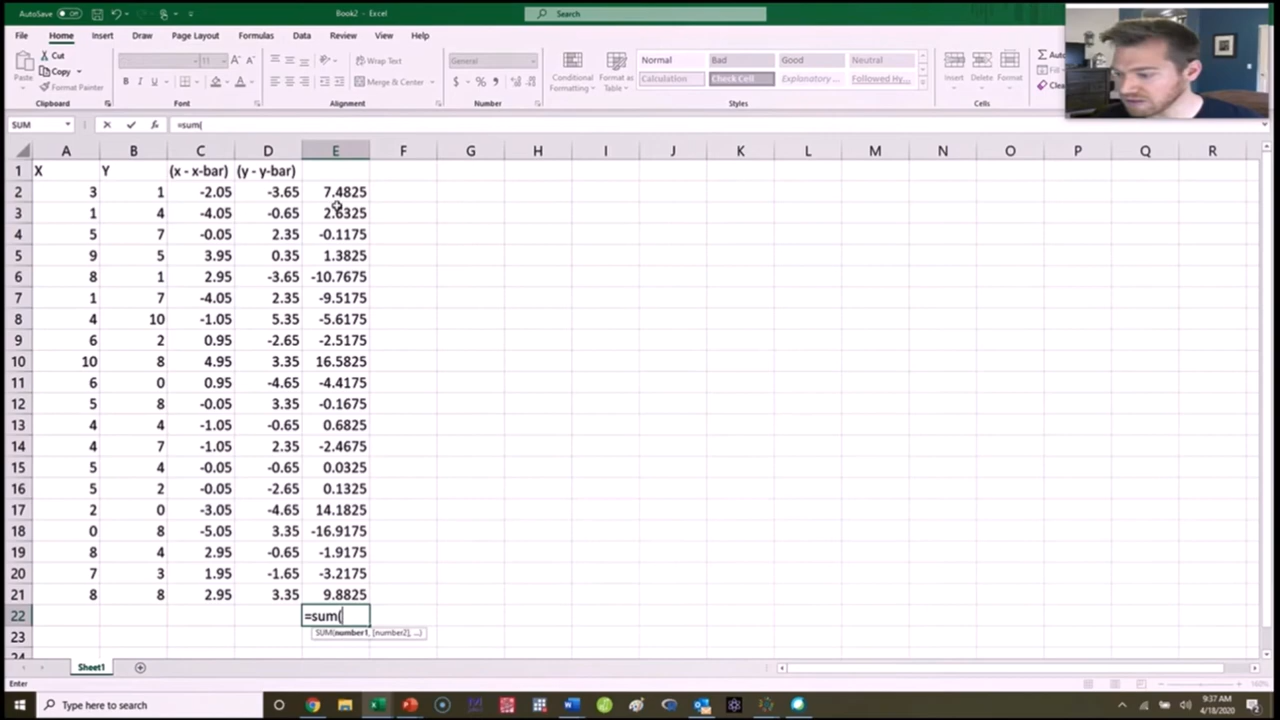 AutoSave Off Book2 - Excel Search
File Home Insert Draw Page Layout Formulas Data Review View Help
Cut
Copy
Format Painter
Paste
11
Wrap Text
Merge & Center
General
Conditional Formatting
Format as Table
Normal Bad Good Neutral
Calculation Check Cell Explanatory ... Followed Hy...
Insert Delete Format
Fill
Clipboard Font Alignment Number Styles Cells
SUM =sum(
A B C D E F G H I J K L M N O P Q R
1 X Y (x - x-bar) (y - y-bar)
2 3 1 -2.05 -3.65 7.4825
3 1 4 -4.05 -0.65 2.6325
4 5 7 -0.05 2.35 -0.1175
5 9 5 3.95 0.35 1.3825
6 8 1 2.95 -3.65 -10.7675
7 1 7 -4.05 2.35 -9.5175
8 4 10 -1.05 5.35 -5.6175
9 6 2 0.95 -2.65 -2.5175
10 10 8 4.95 3.35 16.5825
11 6 0 0.95 -4.65 -4.4175
12 5 8 -0.05 3.35 -0.1675
13 4 4 -1.05 -0.65 0.6825
14 4 7 -1.05 2.35 -2.4675
15 5 4 -0.05 -0.65 0.0325
16 5 2 -0.05 -2.65 0.1325
17 2 0 -3.05 -4.65 14.1825
18 0 8 -5.05 3.35 -16.9175
19 8 4 2.95 -0.65 -1.9175
20 7 3 1.95 -1.65 -3.2175
21 8 8 2.95 3.35 9.8825
22 =sum(
23 SUM(number1, [number2], ...)
Sheet1
Enter 160%
Type here to search
9:37 AM
4/18/2020